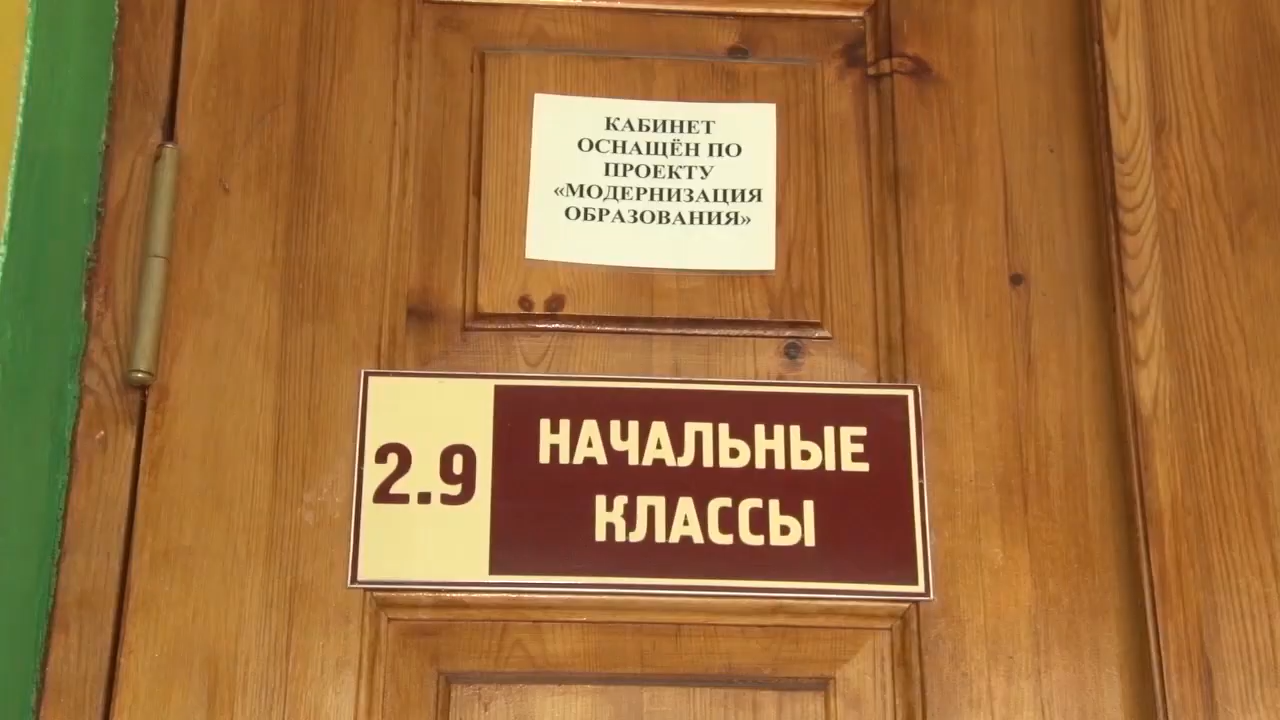 КАБИНЕТ
ОСНАЩЁН ПО
ПРОЕКТУ
«МОДЕРНИЗАЦИЯ
ОБРАЗОВАНИЯ»
2.9
НАЧАЛЬНЫЕ
КЛАССЫ